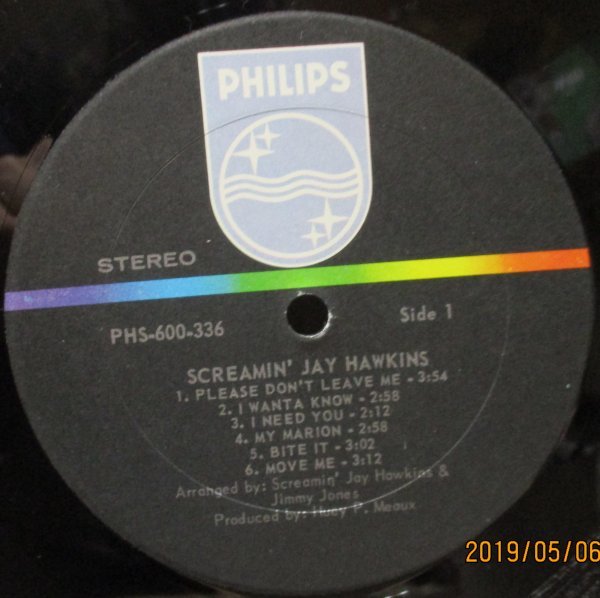 PHILIPS
STEREO
PHS-600-336
Side 1
SCREAMIN' JAY HAWKINS
1. PLEASE DON'T LEAVE ME - 3:54
2. I WANTA KNOW - 2:58
3. I NEED YOU - 2:12
4. MY MARION - 2:58
5. BITE IT - 3:02
6. MOVE ME - 3:12
Arranged by: Screamin' Jay Hawkins &
Jimmy Jones
Produced by: Huey P. Meaux
2019/05/06